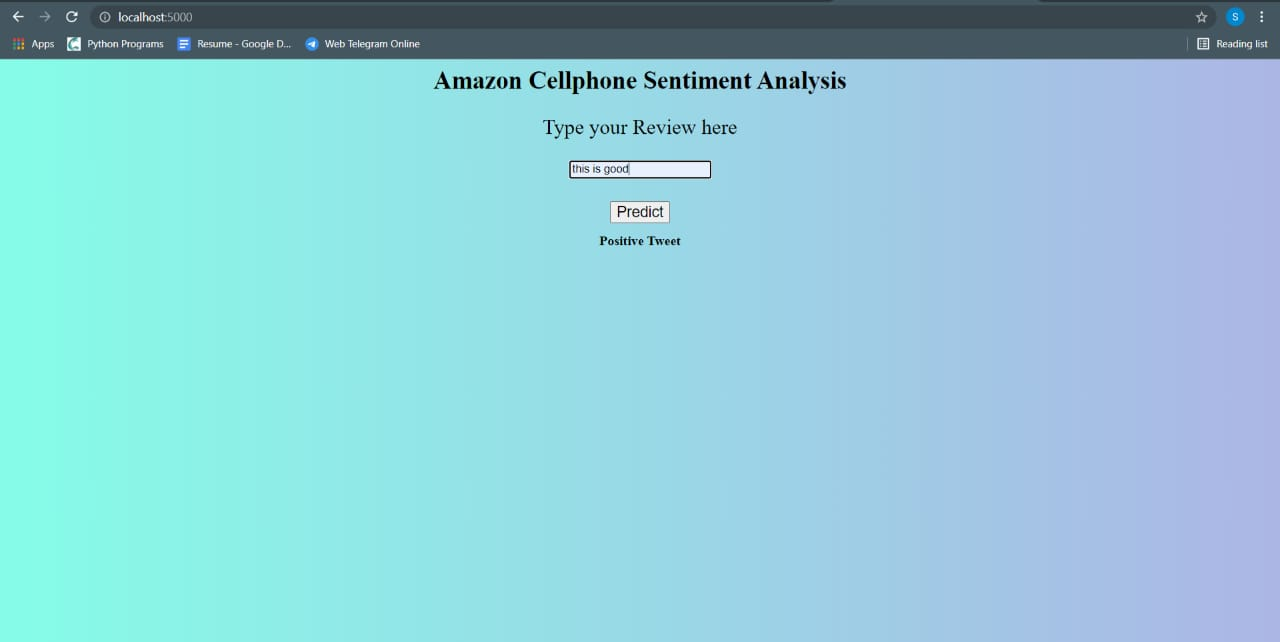 localhost:5000
S
Apps Python Programs Resume - Google D... Web Telegram Online Reading list
Amazon Cellphone Sentiment Analysis
Type your Review here
this is good
Predict
Positive Tweet